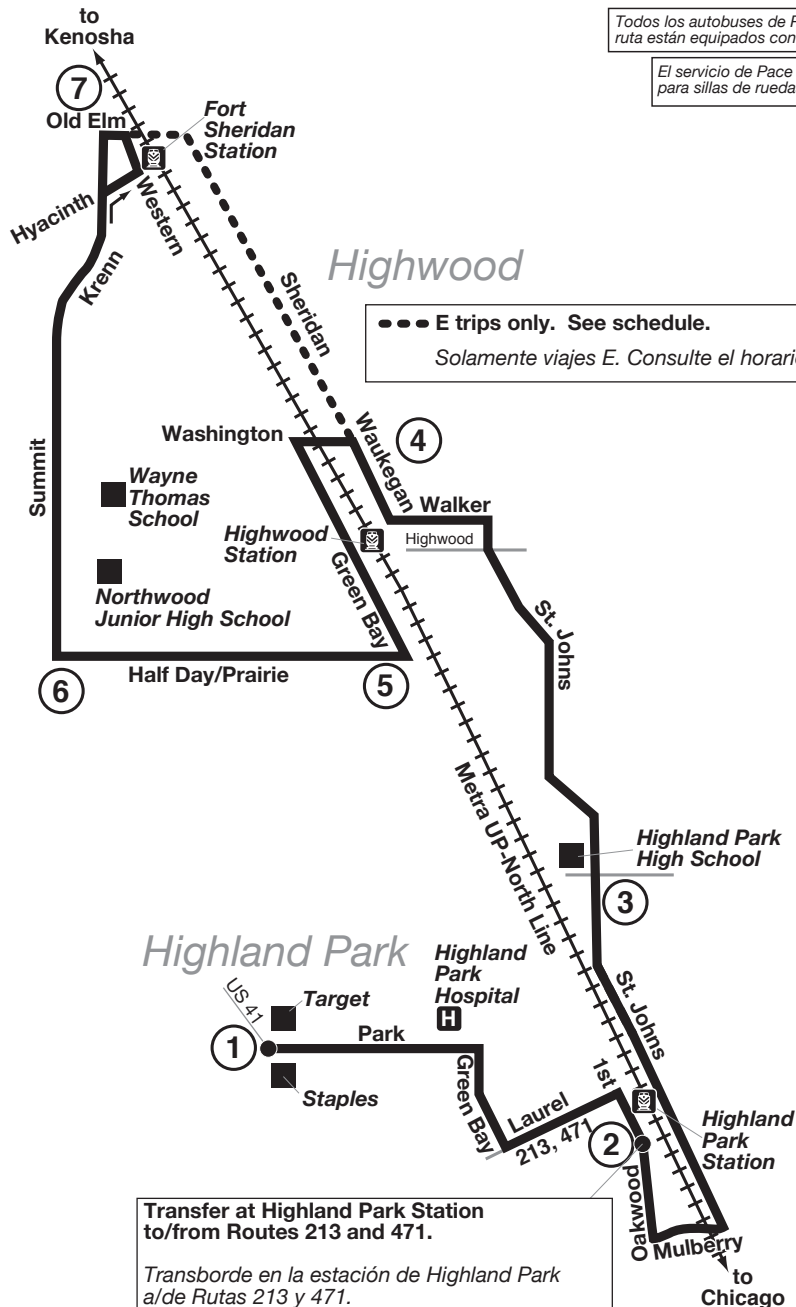 to
Kenosha
Todos los autobuses de
ruta están equipados con
El servicio de Pace
para sillas de rueda
7
Old Elm
Fort
Sheridan
Station
Hyacinth
Western
Krenn
Highwood
Sheridan
E trips only. See schedule.
Solamente viajes E. Consulte el horario
Washington
Waukegan
4
Summit
Wayne
Thomas
School
Walker
Highwood
Station
Highwood
Green Bay
St. Johns
Northwood
Junior High School
Half Day/Prairie
6
5
Metra UP-North Line
Highland Park
High School
3
Highland Park
Highland
Park
Hospital
H
St. Johns
US 41
Target
1
Park
Staples
Green Bay
Laurel
213, 471
1st
2
Highland
Park
Station
Oakwood
Mulberry
Transfer at Highland Park Station
to/from Routes 213 and 471.
Transborde en la estación de Highland Park
a/de Rutas 213 y 471.
to
Chicago